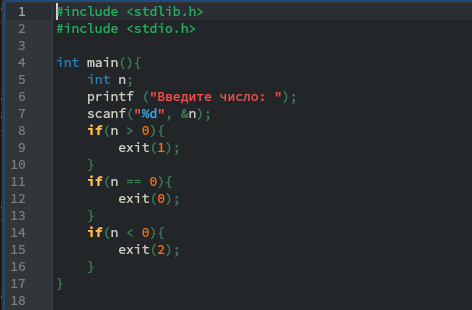 1 #include <stdlib.h>
2 #include <stdio.h>
3
4 int main(){
5     int n;
6     printf ("Введите число: ");
7     scanf("%d", &n);
8     if(n > 0){
9         exit(1);
10     }
11     if(n == 0){
12         exit(0);
13     }
14     if(n < 0){
15         exit(2);
16     }
17 }
18